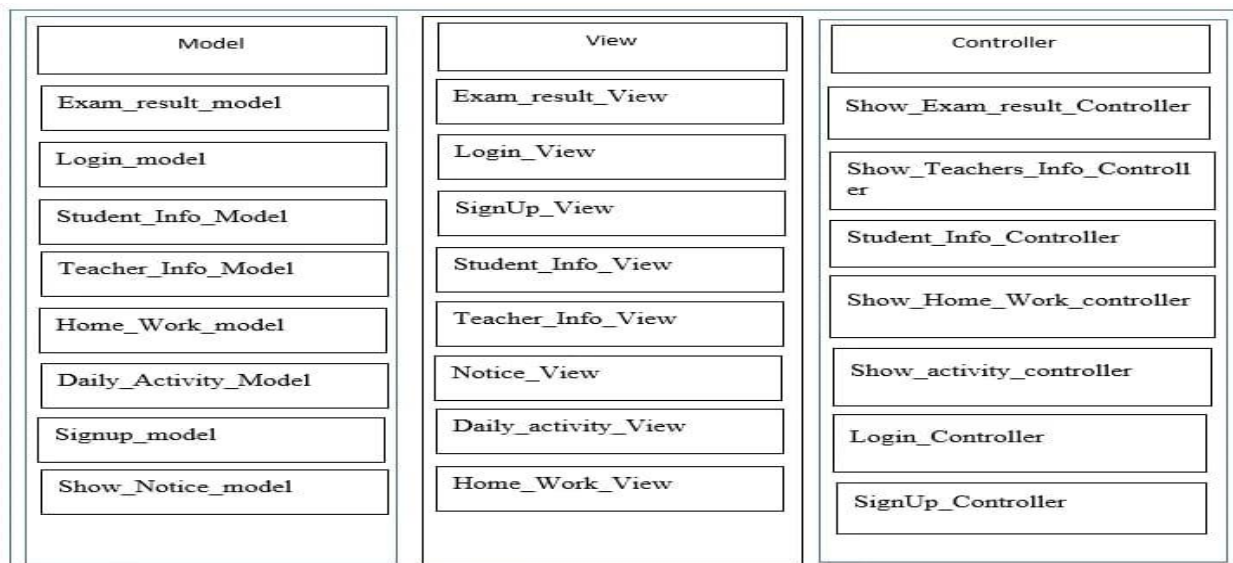 Model
Exam_result_model
Login_model
Student_Info_Model
Teacher_Info_Model
Home_Work_model
Daily_Activity_Model
Signup_model
Show_Notice_model
View
Exam_result_View
Login_View
SignUp_View
Student_Info_View
Teacher_Info_View
Notice_View
Daily_activity_View
Home_Work_View
Controller
Show_Exam_result_Controller
Show_Teachers_Info_Controll
er
Student_Info_Controller
Show_Home_Work_controller
Show_activity_controller
Login_Controller
SignUp_Controller